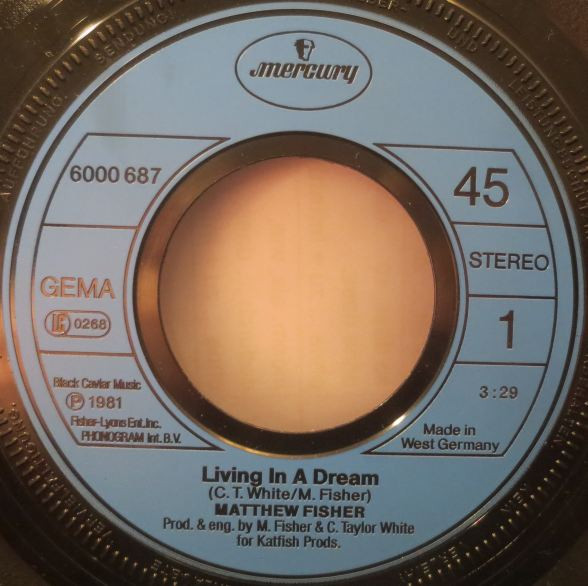 mercury
6000 687
45
STEREO
GEMA
LC 0268
1
Black Caviar Music
Ⓟ 1981
Fisher-Lyons Ent. Inc.
PHONOGRAM Int. B.V.
3:29
Made in
West Germany
Living In A Dream
(C. T. White/M. Fisher)
MATTHEW FISHER
Prod. & eng. by M. Fisher & C. Taylor White
for Katfish Prods.